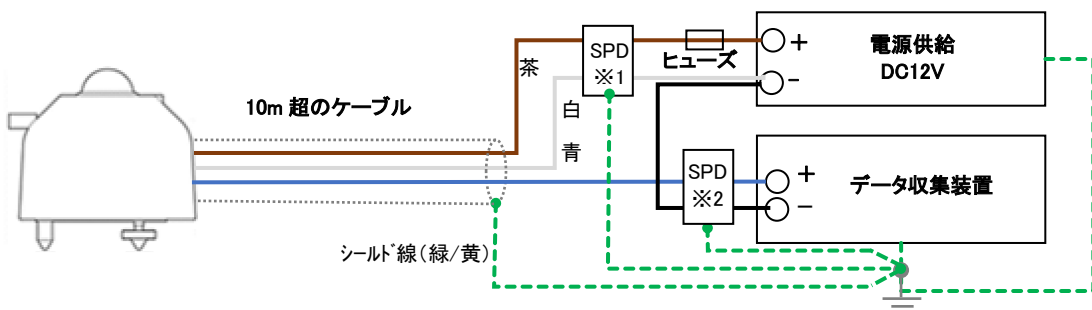 10m 超のケーブル
茶
白
青
シールド線(緑/黄)
SPD
※1
ヒューズ
+
-
電源供給
DC12V
SPD
※2
+
-
データ収集装置